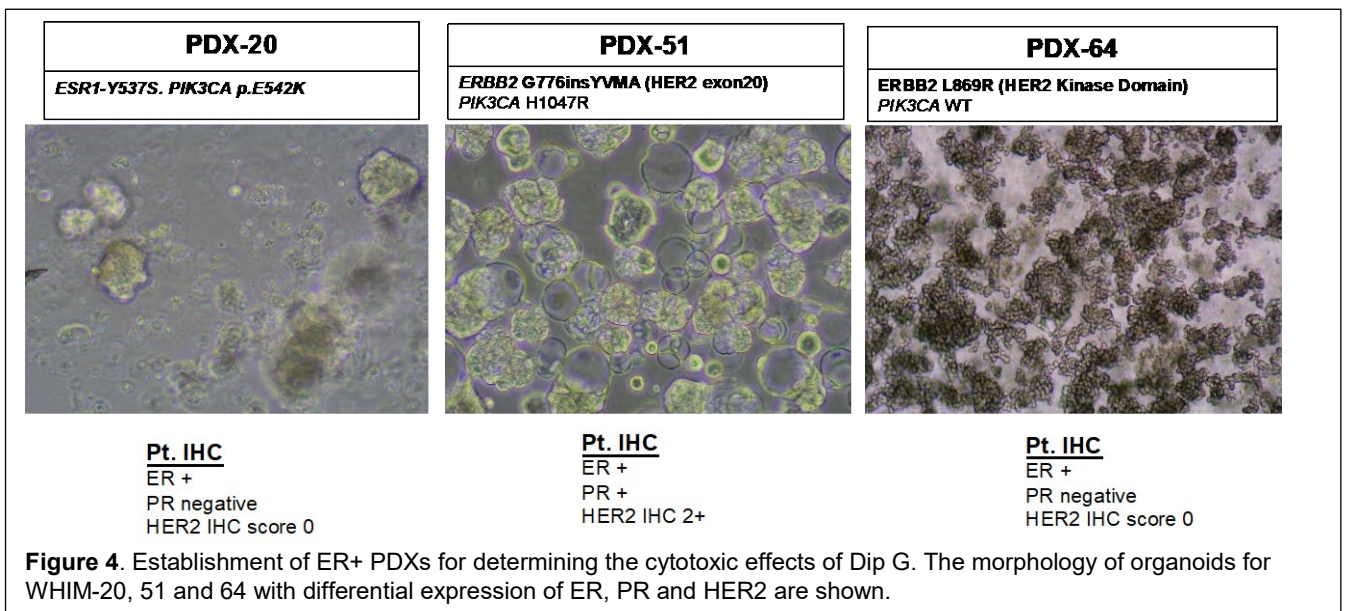 PDX-20
ESR1-Y537S. PIK3CA p.E542K
PDX-51
ERBB2 G776insYVMA (HER2 exon20)
PIK3CA H1047R
PDX-64
ERBB2 L869R (HER2 Kinase Domain)
PIK3CA WT
Pt. IHC
ER +
PR negative
HER2 IHC score 0
Pt. IHC
ER +
PR +
HER2 IHC 2+
Pt. IHC
ER +
PR negative
HER2 IHC score 0
Figure 4. Establishment of ER+ PDXs for determining the cytotoxic effects of Dip G. The morphology of organoids for
WHIM-20, 51 and 64 with differential expression of ER, PR and HER2 are shown.